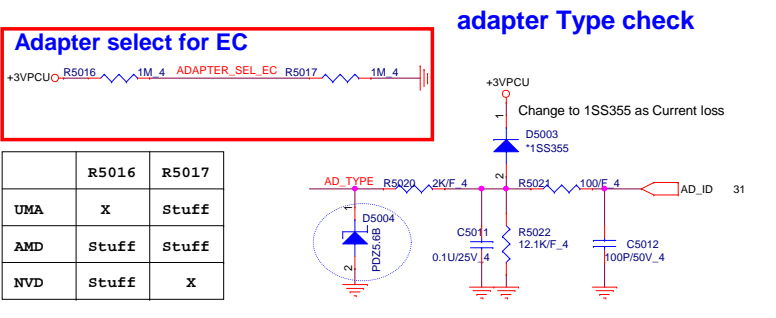 adapter Type check
Adapter select for EC
+3VPCU R5016 1M_4 ADAPTER_SEL_EC R5017 1M_4
+3VPCU
Change to 1SS355 as Current loss
1
D5003
*1SS355
2
R5016 R5017
UMA X Stuff
AMD Stuff Stuff
NVD Stuff X
AD_TYPE R5020 2K/F_4 R5021 100/F_4 AD_ID 31
1
D5004
PDZ5.6B
2
C5011
0.1U/25V_4
R5022
12.1K/F_4
C5012
100P/50V_4